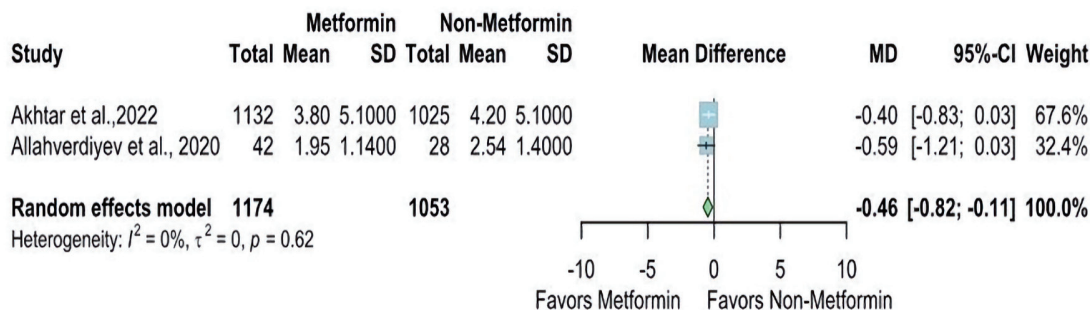 Metformin Non-Metformin
Study Total Mean SD Total Mean SD Mean Difference MD 95%-CI Weight
Akhtar et al.,2022 1132 3.80 5.1000 1025 4.20 5.1000 -0.40 [-0.83; 0.03] 67.6%
Allahverdiyev et al., 2020 42 1.95 1.1400 28 2.54 1.4000 -0.59 [-1.21; 0.03] 32.4%
Random effects model 1174 1053 -0.46 [-0.82; -0.11] 100.0%
Heterogeneity: I² = 0%, τ² = 0, p = 0.62
-10 -5 0 5 10
Favors Metformin Favors Non-Metformin